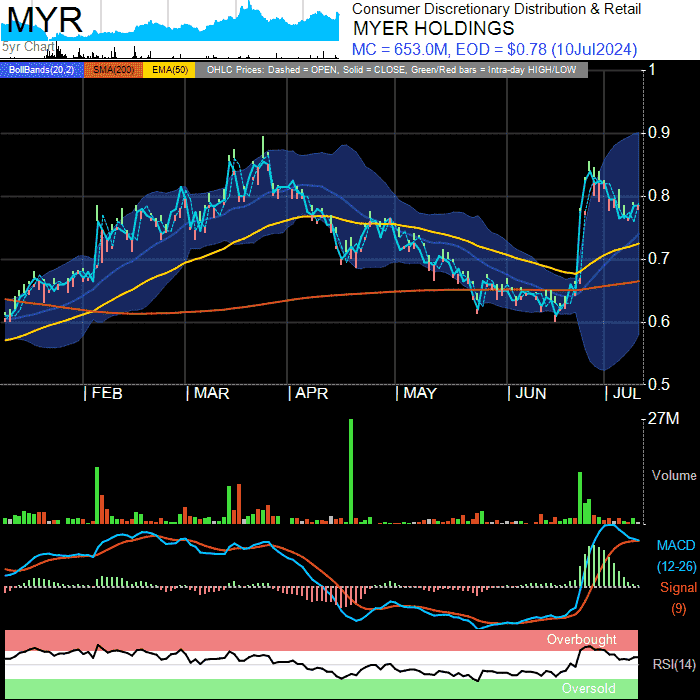 MYR
5yr Chart
Consumer Discretionary Distribution & Retail
MYER HOLDINGS
MC = 653.0M, EOD = $0.78 (10Jul2024)
BollBands(20,2) SMA(200) EMA(50) OHLC Prices: Dashed = OPEN, Solid = CLOSE, Green/Red bars = Intra-day HIGH/LOW
1
0.9
0.8
0.7
0.6
0.5
FEB MAR APR MAY JUN JUL
27M
Volume
MACD
(12-26)
Signal
(9)
Overbought
RSI(14)
Oversold